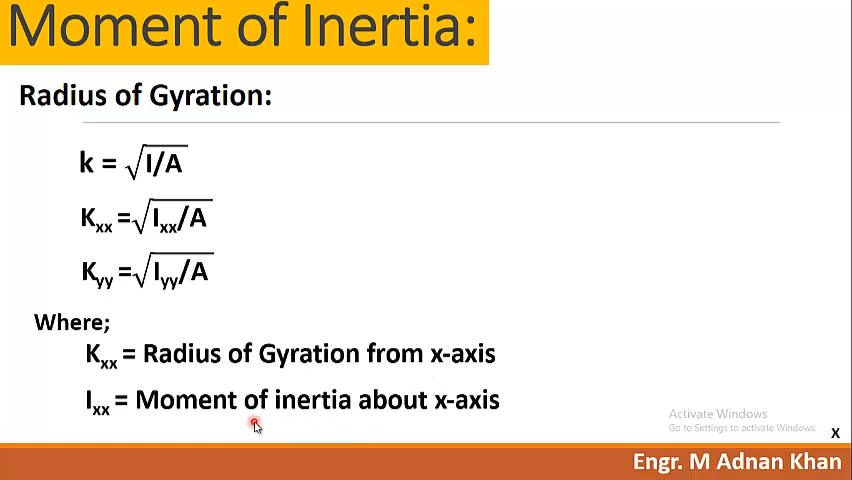 Moment of Inertia:
Radius of Gyration:
k = √I/A
Kxx =√Ixx/A
Kyy =√Iyy/A
Where;
Kxx = Radius of Gyration from x-axis
Ixx = Moment of inertia about x-axis
Activate Windows
Go to Settings to activate Windows.
X
Engr. M Adnan Khan